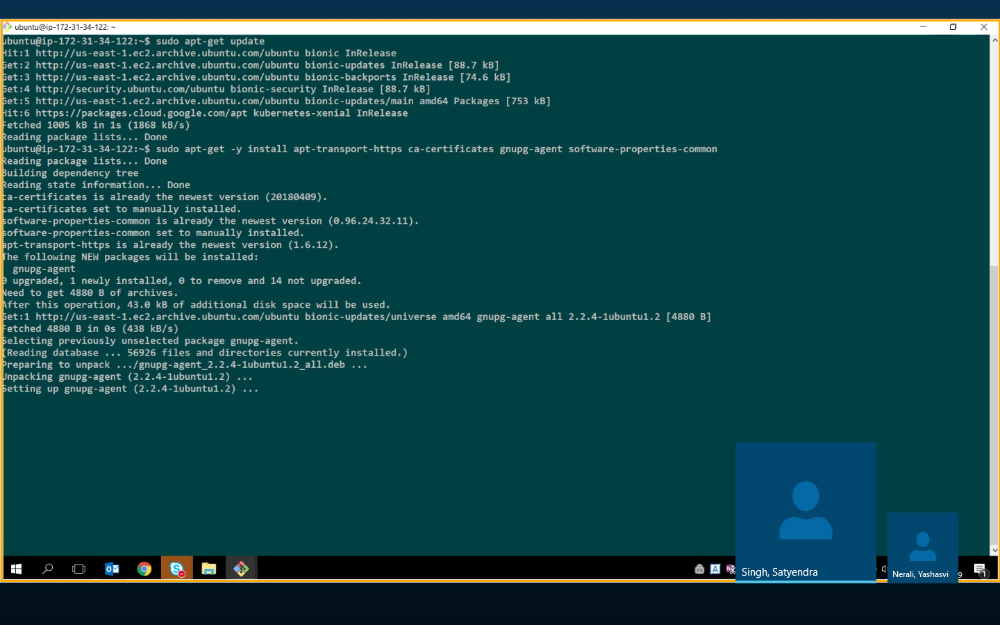 ubuntu@ip-172-31-34-122: ~
ubuntu@ip-172-31-34-122:~$ sudo apt-get update
Hit:1 http://us-east-1.ec2.archive.ubuntu.com/ubuntu bionic InRelease
Get:2 http://us-east-1.ec2.archive.ubuntu.com/ubuntu bionic-updates InRelease [88.7 kB]
Get:3 http://us-east-1.ec2.archive.ubuntu.com/ubuntu bionic-backports InRelease [74.6 kB]
Get:4 http://security.ubuntu.com/ubuntu bionic-security InRelease [88.7 kB]
Get:5 http://us-east-1.ec2.archive.ubuntu.com/ubuntu bionic-updates/main amd64 Packages [753 kB]
Hit:6 https://packages.cloud.google.com/apt kubernetes-xenial InRelease
Fetched 1005 kB in 1s (1868 kB/s)
Reading package lists... Done
ubuntu@ip-172-31-34-122:~$ sudo apt-get -y install apt-transport-https ca-certificates gnupg-agent software-properties-common
Reading package lists... Done
Building dependency tree
Reading state information... Done
ca-certificates is already the newest version (20180409).
ca-certificates set to manually installed.
software-properties-common is already the newest version (0.96.24.32.11).
software-properties-common set to manually installed.
apt-transport-https is already the newest version (1.6.12).
The following NEW packages will be installed:
  gnupg-agent
0 upgraded, 1 newly installed, 0 to remove and 14 not upgraded.
Need to get 4880 B of archives.
After this operation, 43.0 kB of additional disk space will be used.
Get:1 http://us-east-1.ec2.archive.ubuntu.com/ubuntu bionic-updates/universe amd64 gnupg-agent all 2.2.4-1ubuntu1.2 [4880 B]
Fetched 4880 B in 0s (438 kB/s)
Selecting previously unselected package gnupg-agent.
(Reading database ... 56926 files and directories currently installed.)
Preparing to unpack .../gnupg-agent_2.2.4-1ubuntu1.2_all.deb ...
Unpacking gnupg-agent (2.2.4-1ubuntu1.2) ...
Setting up gnupg-agent (2.2.4-1ubuntu1.2) ...
Singh, Satyendra
Nerali, Yashasvi
9
1